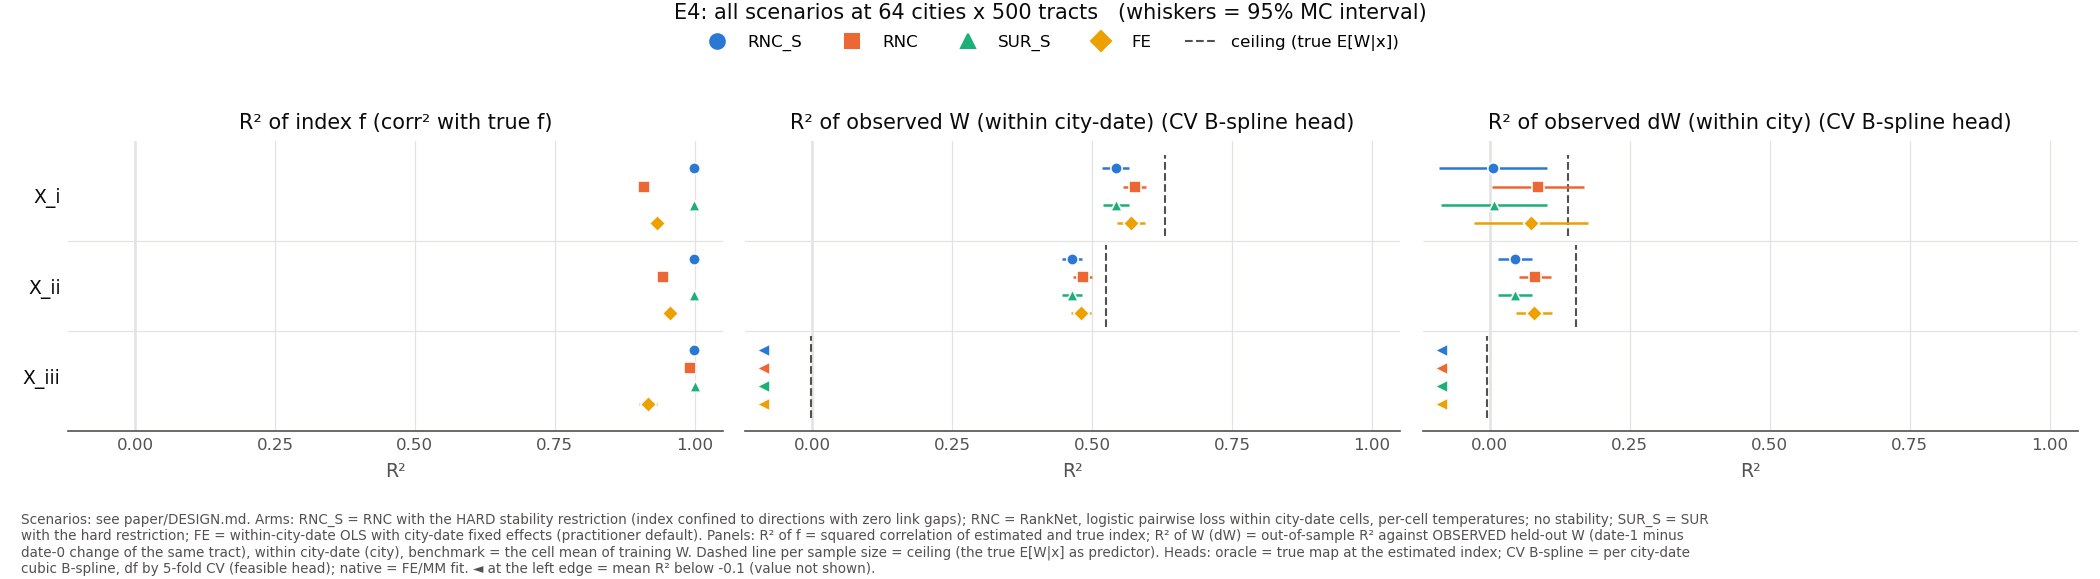 E4: all scenarios at 64 cities x 500 tracts (whiskers = 95% MC interval)
RNC_S RNC SUR_S FE ceiling (true E[W|x])
R² of index f (corr² with true f)
R² of observed W (within city-date) (CV B-spline head)
R² of observed dW (within city) (CV B-spline head)
X_i
X_ii
X_iii
0.00 0.25 0.50 0.75 1.00
R²
0.00 0.25 0.50 0.75 1.00
R²
0.00 0.25 0.50 0.75 1.00
R²
Scenarios: see paper/DESIGN.md. Arms: RNC_S = RNC with the HARD stability restriction (index confined to directions with zero link gaps); RNC = RankNet, logistic pairwise loss within city-date cells, per-cell temperatures; no stability; SUR_S = SUR
with the hard restriction; FE = within-city-date OLS with city-date fixed effects (practitioner default). Panels: R² of f = squared correlation of estimated and true index; R² of W (dW) = out-of-sample R² against OBSERVED held-out W (date-1 minus
date-0 change of the same tract), within city-date (city), benchmark = the cell mean of training W. Dashed line per sample size = ceiling (the true E[W|x] as predictor). Heads: oracle = true map at the estimated index; CV B-spline = per city-date
cubic B-spline, df by 5-fold CV (feasible head); native = FE/MM fit. ◄ at the left edge = mean R² below -0.1 (value not shown).